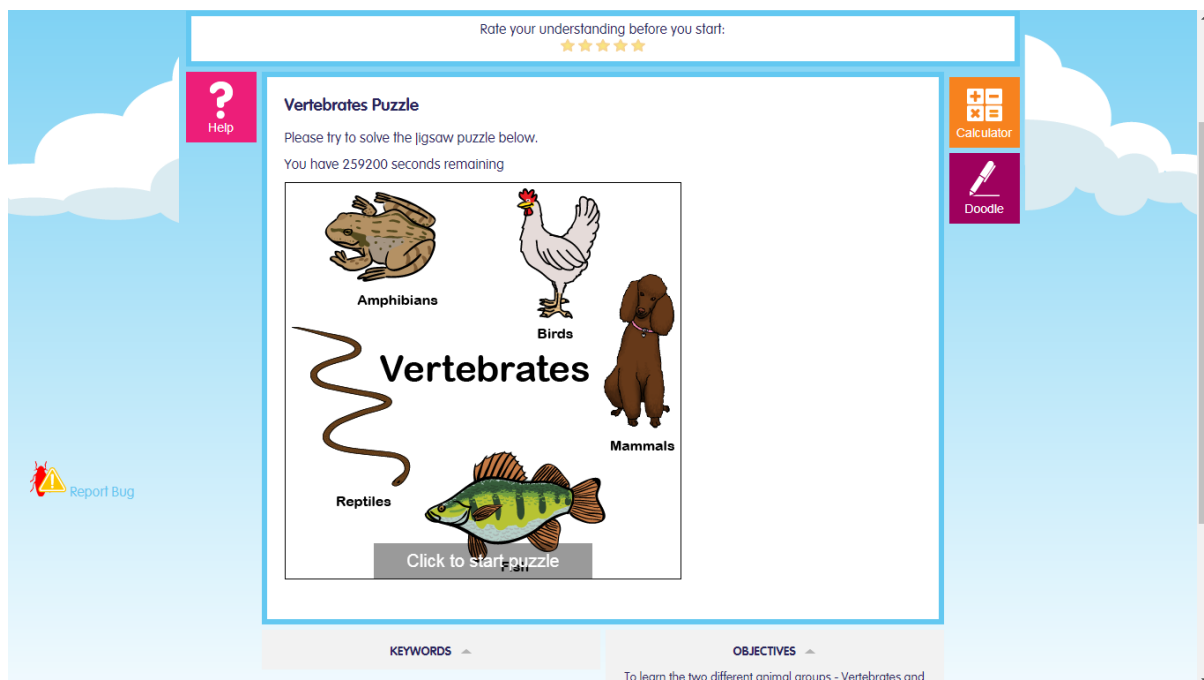 Rate your understanding before you start:
Help
Vertebrates Puzzle
Please try to solve the jigsaw puzzle below.
You have 259200 seconds remaining
Calculator
Doodle
Amphibians
Birds
Vertebrates
Mammals
Reptiles
Fish
Click to start puzzle
Report Bug
KEYWORDS
OBJECTIVES
To learn the two different animal groups - Vertebrates and